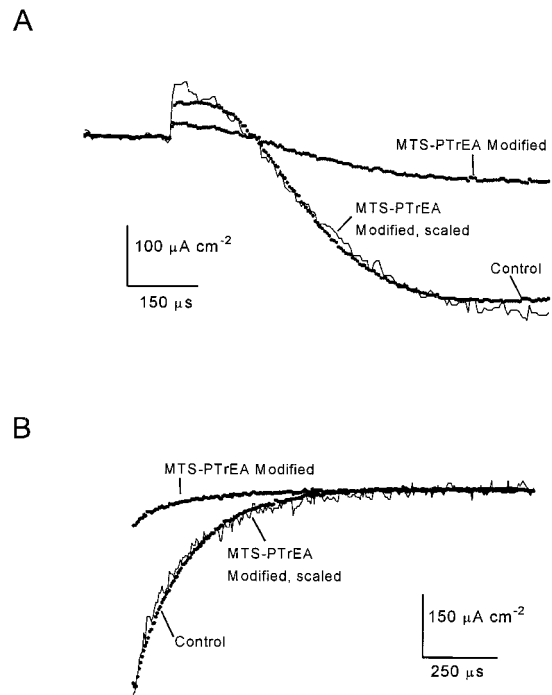 A
MTS-PTrEA Modified
MTS-PTrEA
Modified, scaled
100 μA cm⁻²
150 μs
Control
B
MTS-PTrEA Modified
MTS-PTrEA
Modified, scaled
Control
150 μA cm⁻²
250 μs